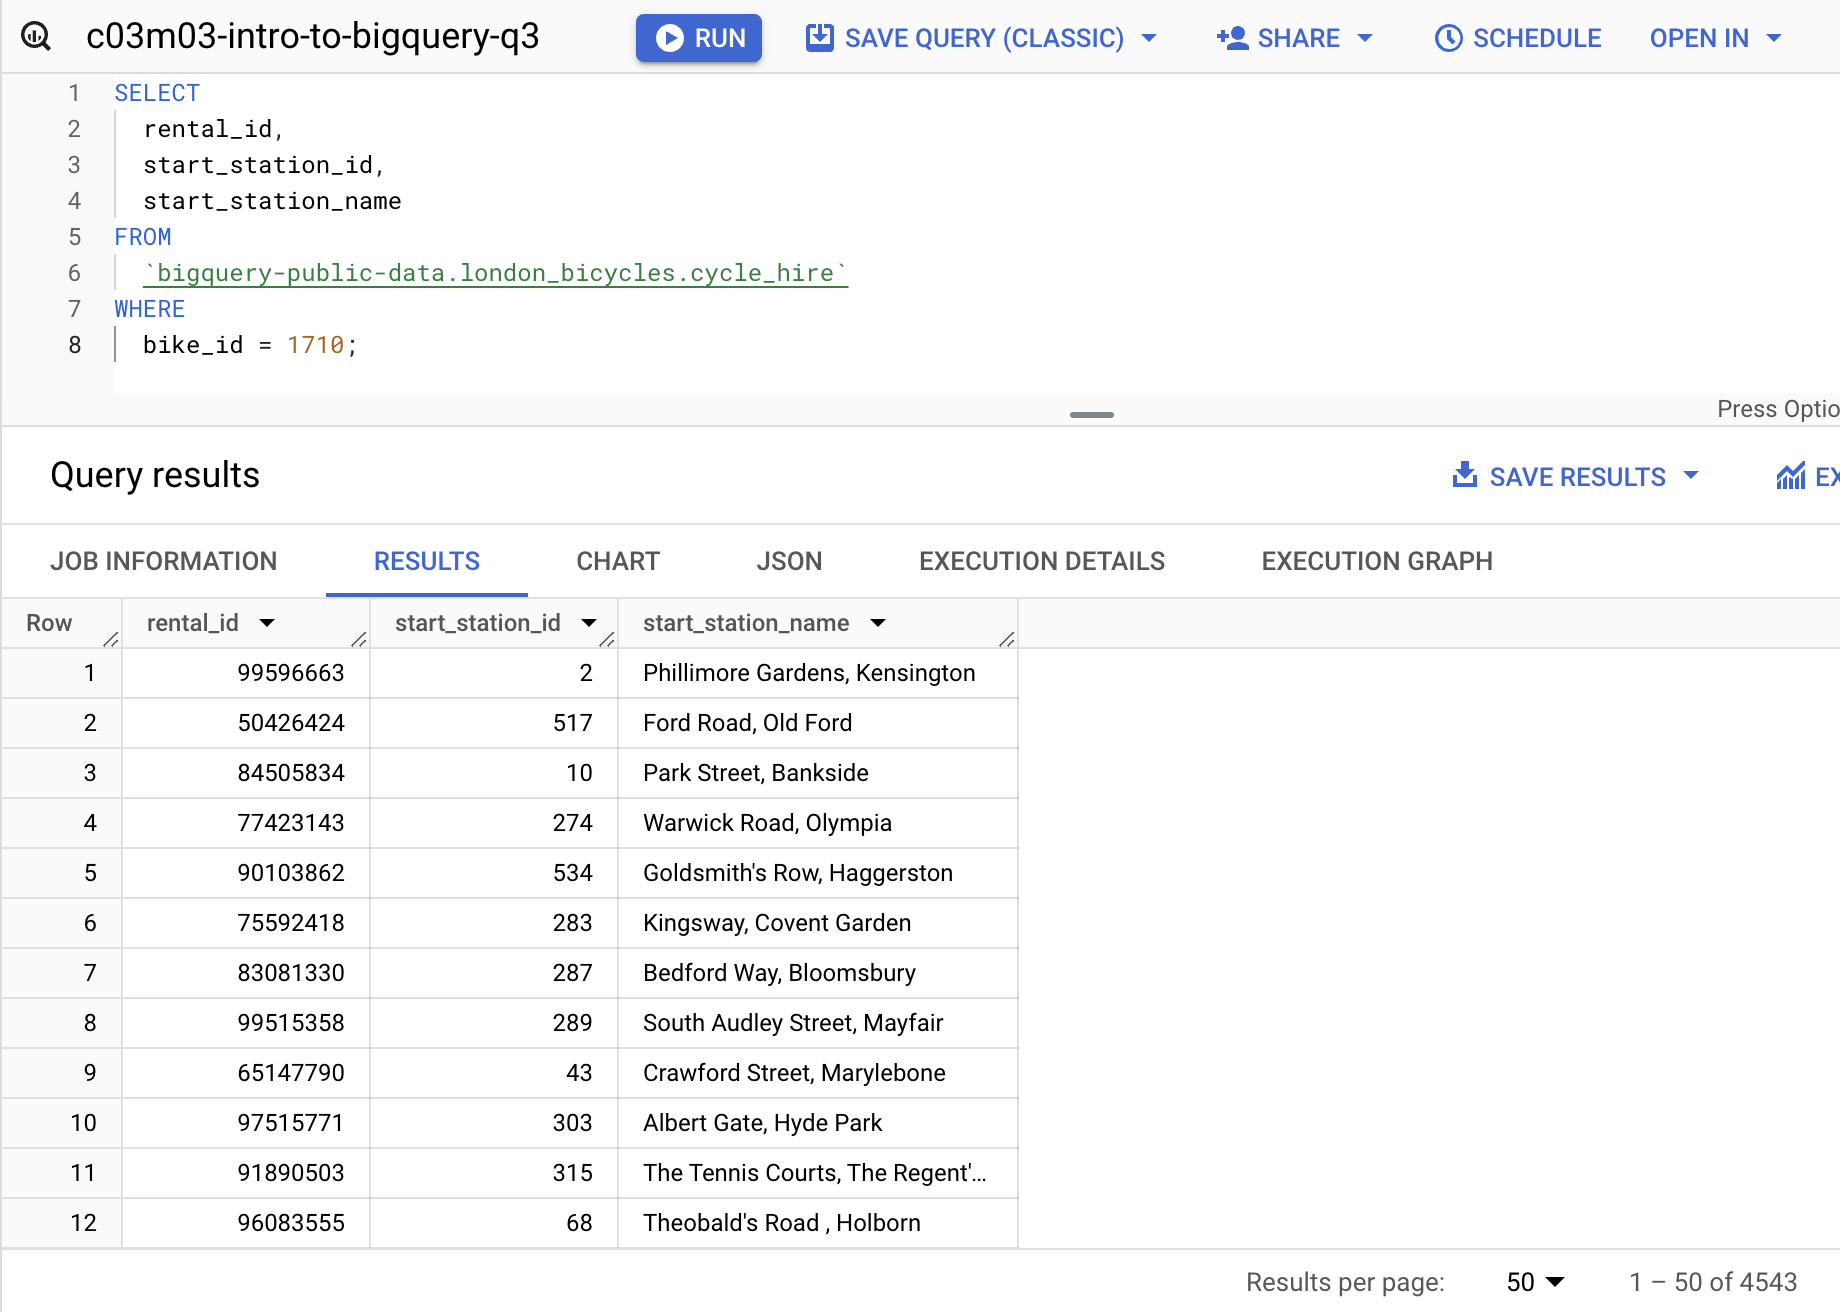 c03m03-intro-to-bigquery-q3 RUN SAVE QUERY (CLASSIC) SHARE SCHEDULE OPEN IN
1 SELECT
2 rental_id,
3 start_station_id,
4 start_station_name
5 FROM
6 `bigquery-public-data.london_bicycles.cycle_hire`
7 WHERE
8 bike_id = 1710;
Press Optio
Query results SAVE RESULTS EX
JOB INFORMATION RESULTS CHART JSON EXECUTION DETAILS EXECUTION GRAPH
Row rental_id start_station_id start_station_name
1 99596663 2 Phillimore Gardens, Kensington
2 50426424 517 Ford Road, Old Ford
3 84505834 10 Park Street, Bankside
4 77423143 274 Warwick Road, Olympia
5 90103862 534 Goldsmith's Row, Haggerston
6 75592418 283 Kingsway, Covent Garden
7 83081330 287 Bedford Way, Bloomsbury
8 99515358 289 South Audley Street, Mayfair
9 65147790 43 Crawford Street, Marylebone
10 97515771 303 Albert Gate, Hyde Park
11 91890503 315 The Tennis Courts, The Regent'...
12 96083555 68 Theobald's Road , Holborn
Results per page: 50 1 – 50 of 4543